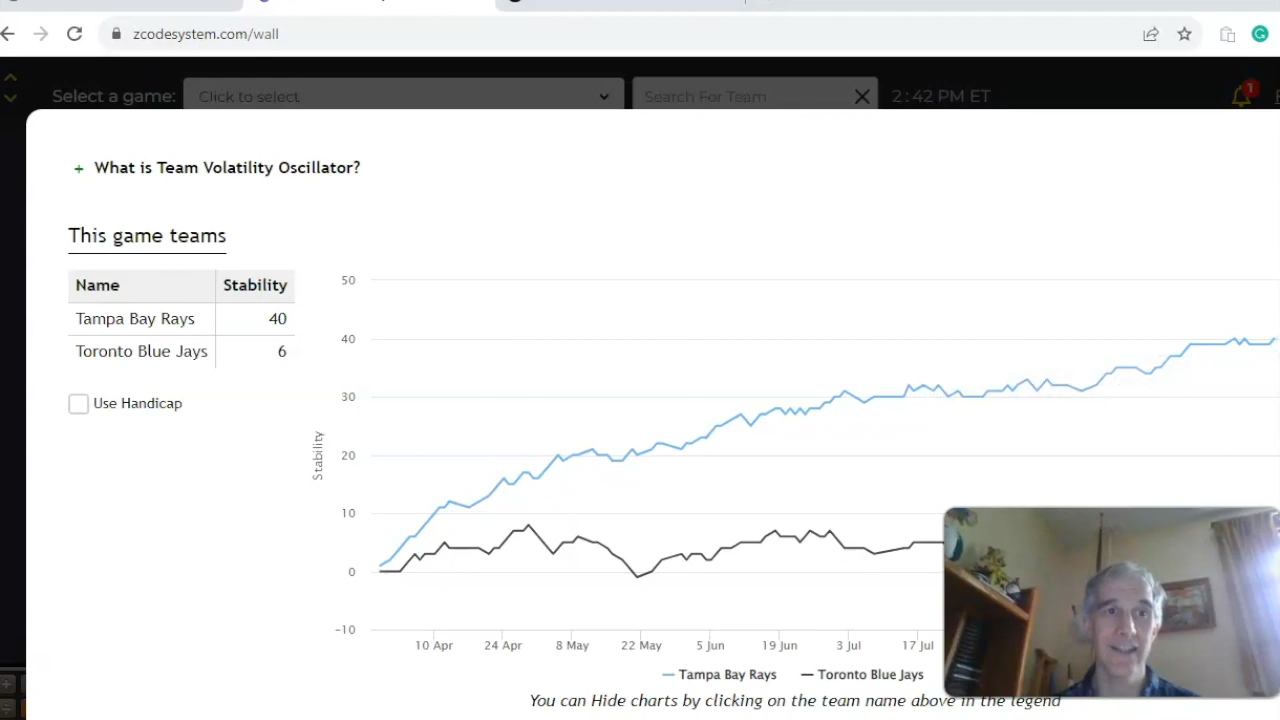 zcodesystem.com/wall
Select a game: Click to select Search For Team 2:42 PM ET 1
+ What is Team Volatility Oscillator?
This game teams
Name Stability
Tampa Bay Rays 40
Toronto Blue Jays 6
Use Handicap
Stability
50
40
30
20
10
0
-10
10 Apr 24 Apr 8 May 22 May 5 Jun 19 Jun 3 Jul 17 Jul
Tampa Bay Rays Toronto Blue Jays
You can Hide charts by clicking on the team name above in the legend